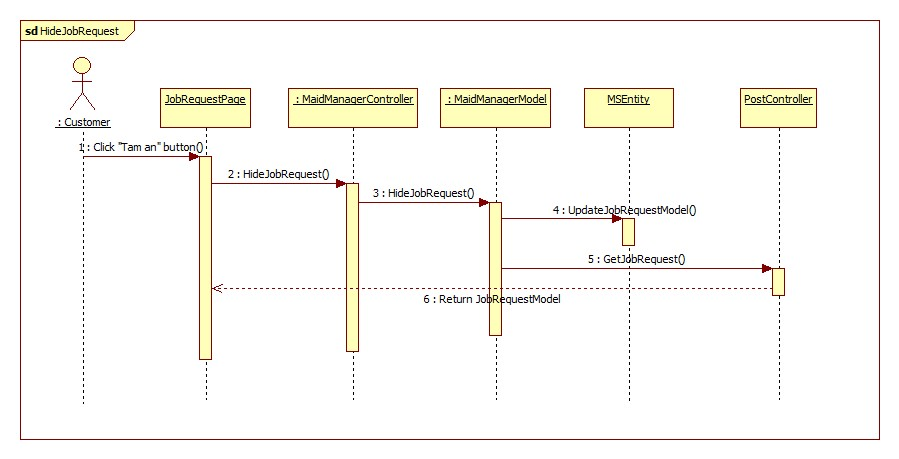 sd HideJobRequest
: Customer
JobRequestPage
: MaidManagerController
: MaidManagerModel
MSEntity
PostController
1 : Click "Tam an" button()
2 : HideJobRequest()
3 : HideJobRequest()
4 : UpdateJobRequestModel()
5 : GetJobRequest()
6 : Return JobRequestModel